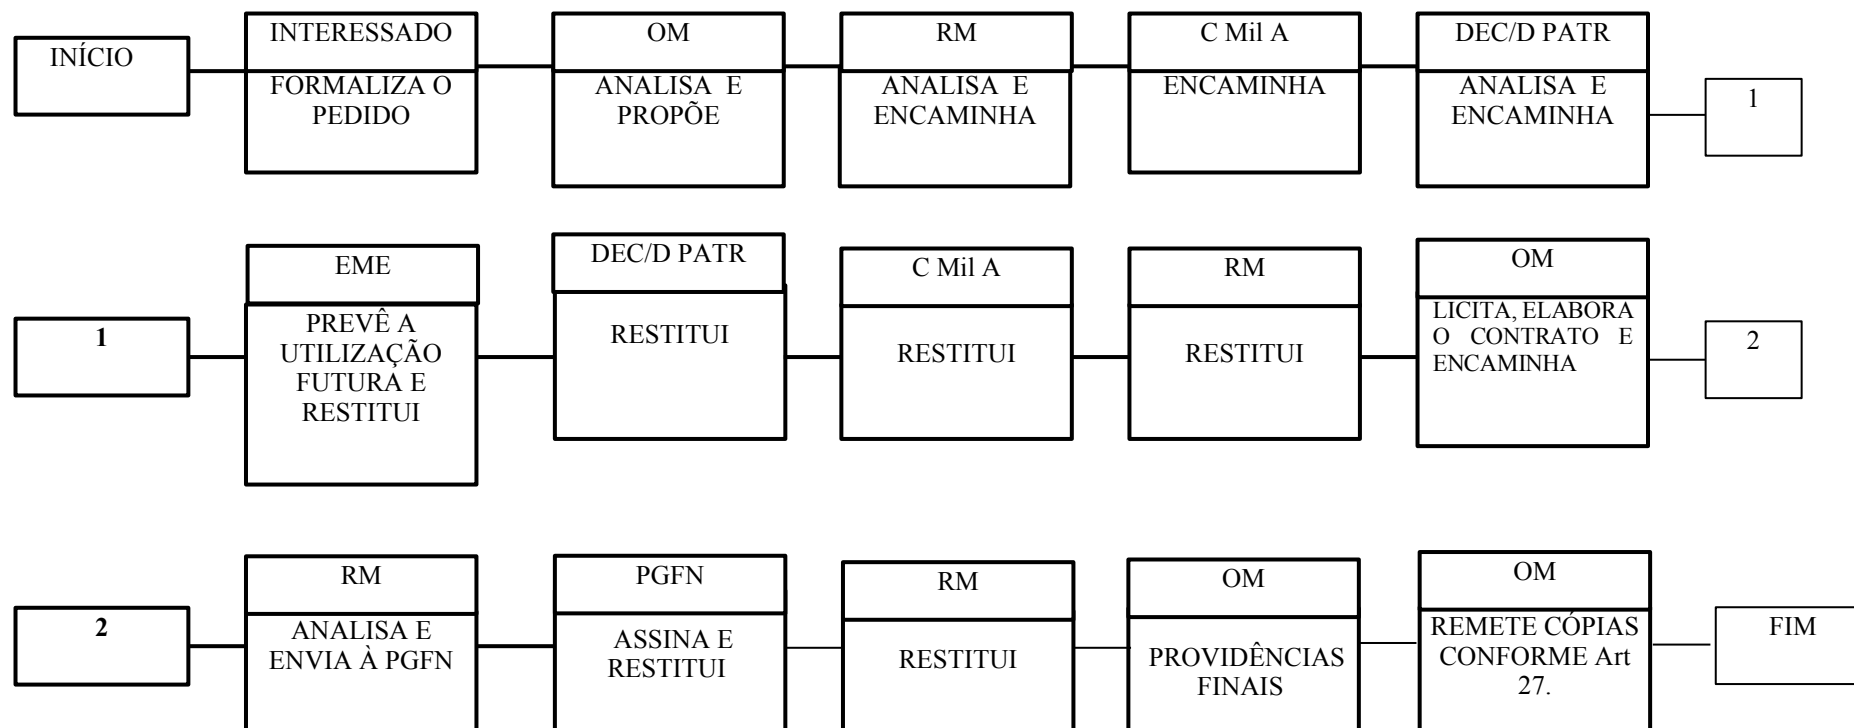 INÍCIO
INTERESSADO
FORMALIZA O
PEDIDO
OM
ANALISA E
PROPÕE
RM
ANALISA E
ENCAMINHA
C Mil A
ENCAMINHA
DEC/D PATR
ANALISA E
ENCAMINHA
1
1
EME
PREVÊ A
UTILIZAÇÃO
FUTURA E
RESTITUI
DEC/D PATR
RESTITUI
C Mil A
RESTITUI
RM
RESTITUI
OM
LICITA, ELABORA
O CONTRATO E
ENCAMINHA
2
2
RM
ANALISA E
ENVIA À PGFN
PGFN
ASSINA E
RESTITUI
RM
RESTITUI
OM
PROVIDÊNCIAS
FINAIS
OM
REMETE CÓPIAS
CONFORME Art
27.
FIM